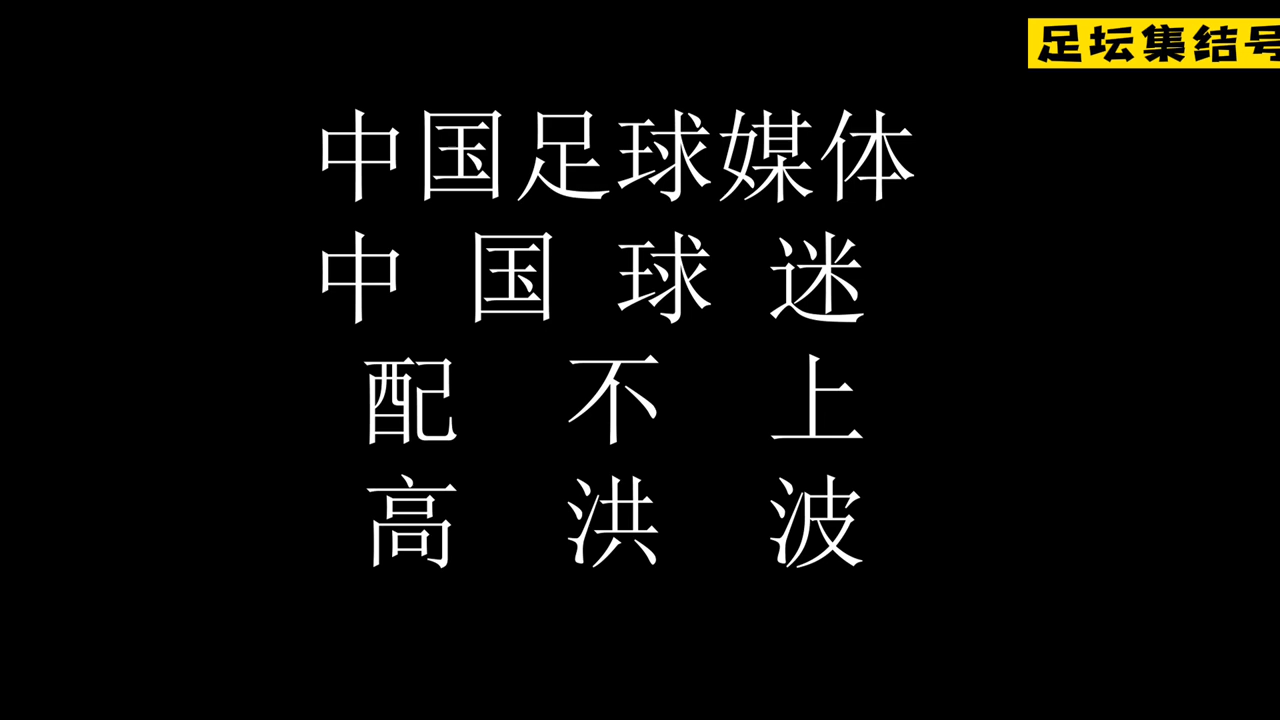 足坛集结号
中国足球媒体
中 国 球 迷
配 不 上
高 洪 波